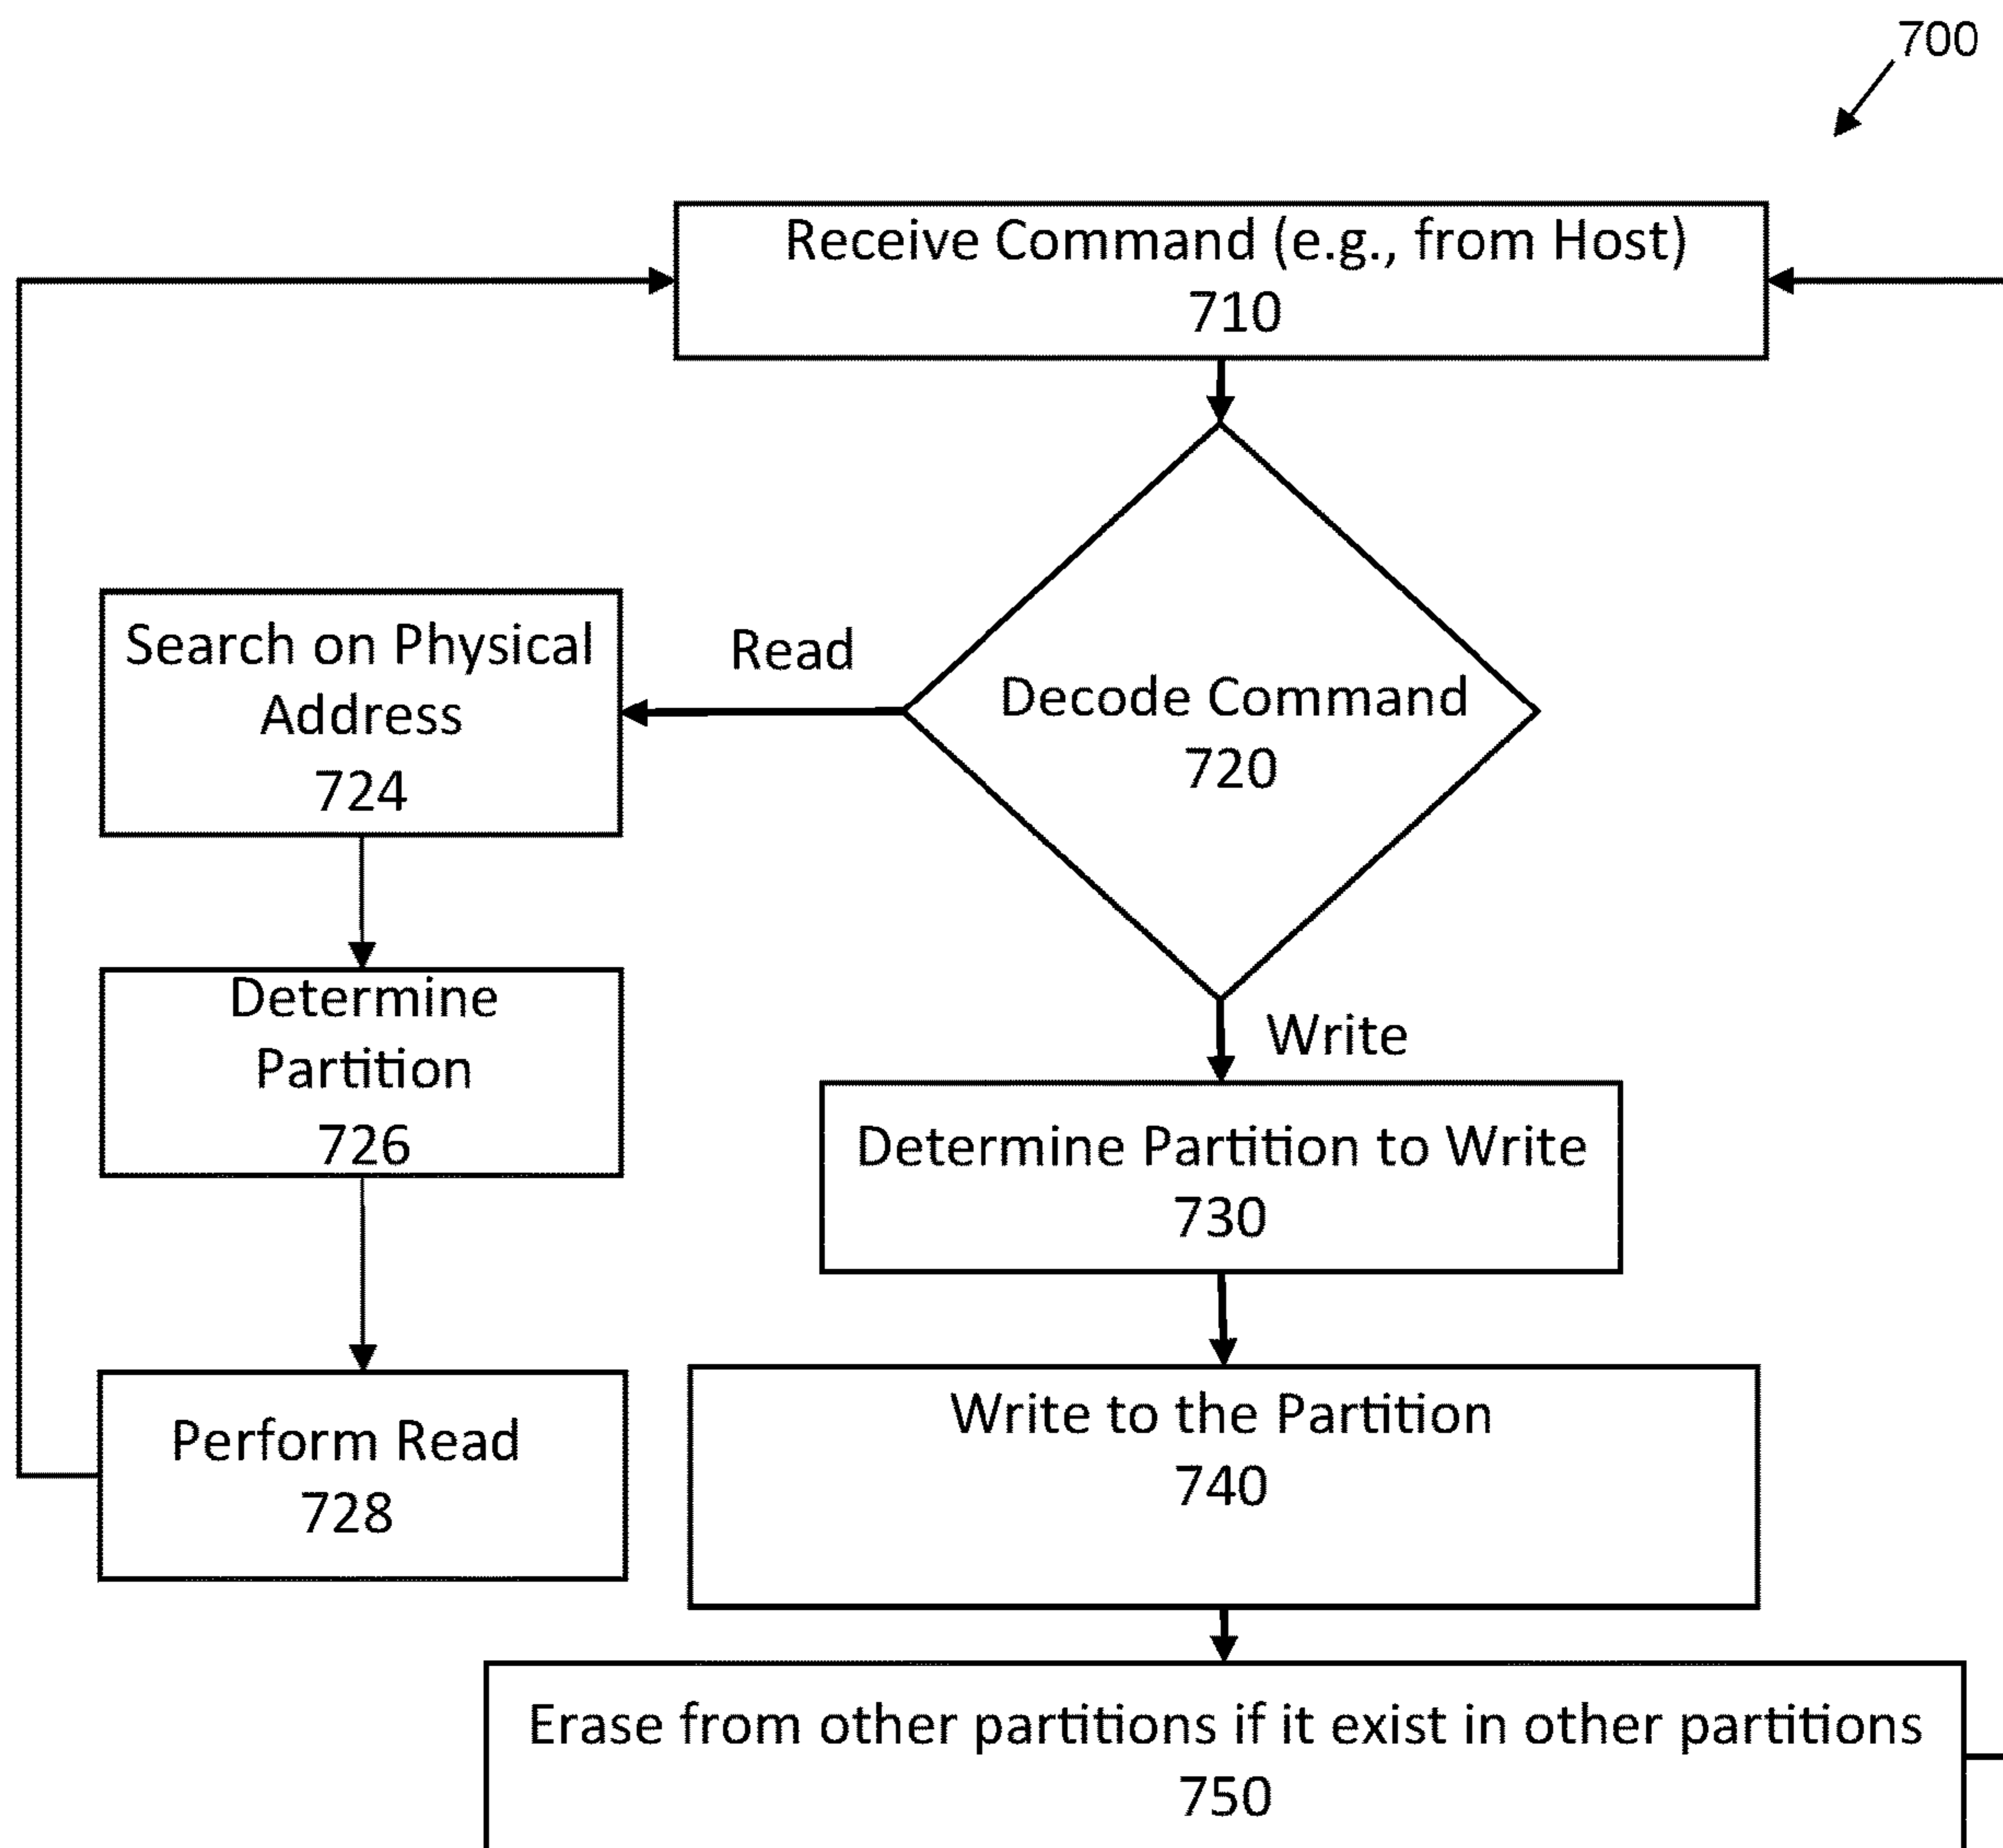 700
Receive Command (e.g., from Host)
710
Decode Command
720
Read
Search on Physical
Address
724
Determine
Partition
726
Perform Read
728
Write
Determine Partition to Write
730
Write to the Partition
740
Erase from other partitions if it exist in other partitions
750